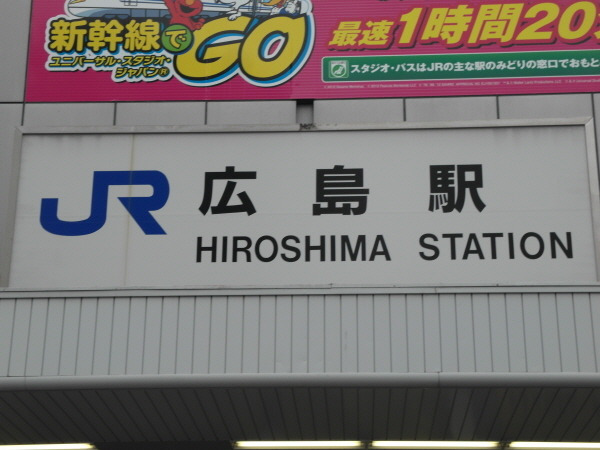 新幹線で GO
ユニバーサル・スタジオ・
ジャパン®
最速1時間20
スタジオ・パスはJRの主な駅のみどりの窓口でおもと
JR 広島駅
HIROSHIMA STATION